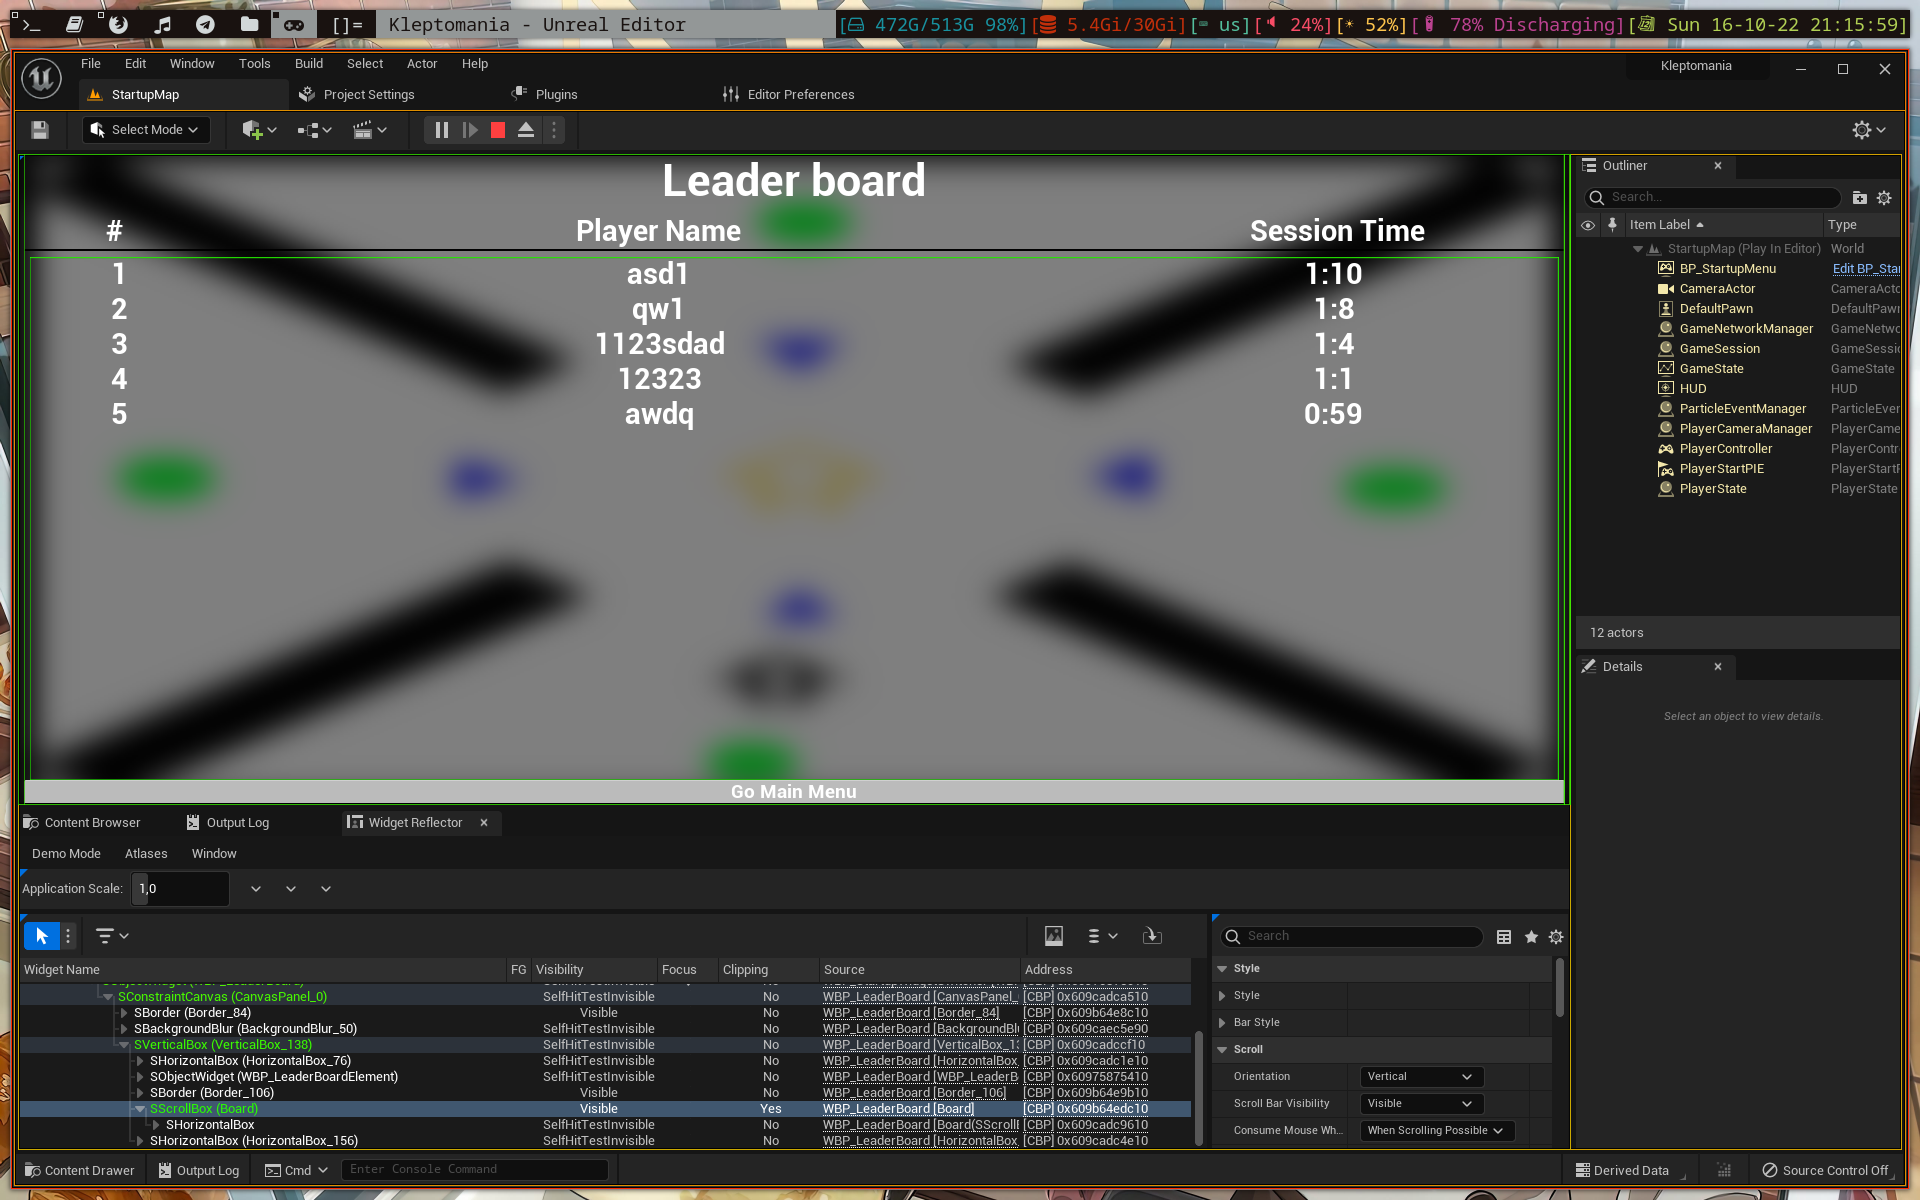 []= Kleptomania - Unreal Editor [472G/513G 98%] [5.4Gi/30Gi] [us] [24%] [52%] [78% Discharging] [Sun 16-10-22 21:15:59]
File Edit Window Tools Build Select Actor Help Kleptomania
StartupMap Project Settings Plugins Editor Preferences
Select Mode
Leader board
# Player Name Session Time
1 asd1 1:10
2 qw1 1:8
3 1123sdad 1:4
4 12323 1:1
5 awdq 0:59
Go Main Menu
Outliner
Search...
Item Label Type
StartupMap (Play In Editor) World
BP_StartupMenu Edit BP_Sta
CameraActor CameraActo
DefaultPawn DefaultPawn
GameNetworkManager GameNetwo
GameSession GameSessi
GameState GameState
HUD HUD
ParticleEventManager ParticleEven
PlayerCameraManager PlayerCame
PlayerController PlayerContr
PlayerStartPIE PlayerStart
PlayerState PlayerState
12 actors
Details
Select an object to view details.
Content Browser Output Log Widget Reflector
Demo Mode Atlases Window
Application Scale: 1,0
Widget Name FG Visibility Focus Clipping Source Address
SConstraintCanvas (CanvasPanel_0) SelfHitTestInvisible No WBP_LeaderBoard [CanvasPanel_ [CBP] 0x609cadca510
SBorder (Border_84) Visible No WBP_LeaderBoard [Border_84] [CBP] 0x609b64e8c10
SBackgroundBlur (BackgroundBlur_50) SelfHitTestInvisible No WBP_LeaderBoard [BackgroundBlu [CBP] 0x609caec5e90
SVerticalBox (VerticalBox_138) SelfHitTestInvisible No WBP_LeaderBoard [VerticalBox_13 [CBP] 0x609cadccf10
SHorizontalBox (HorizontalBox_76) SelfHitTestInvisible No WBP_LeaderBoard [HorizontalBox_ [CBP] 0x609cadc1e10
SObjectWidget (WBP_LeaderBoardElement) SelfHitTestInvisible No WBP_LeaderBoard [WBP_LeaderB [CBP] 0x60975875410
SBorder (Border_106) Visible No WBP_LeaderBoard [Border_106] [CBP] 0x609b64e9b10
SScrollBox (Board) Visible Yes WBP_LeaderBoard [Board] [CBP] 0x609b64edc10
SHorizontalBox SelfHitTestInvisible No WBP_LeaderBoard [Board(SScroll [CBP] 0x609cadc9610
SHorizontalBox (HorizontalBox_156) SelfHitTestInvisible No WBP_LeaderBoard [HorizontalBox_ [CBP] 0x609cadc4e10
Search
Style
Style
Bar Style
Scroll
Orientation Vertical
Scroll Bar Visibility Visible
Consume Mouse Wh... When Scrolling Possible
Content Drawer Output Log Cmd Enter Console Command Derived Data Source Control Off